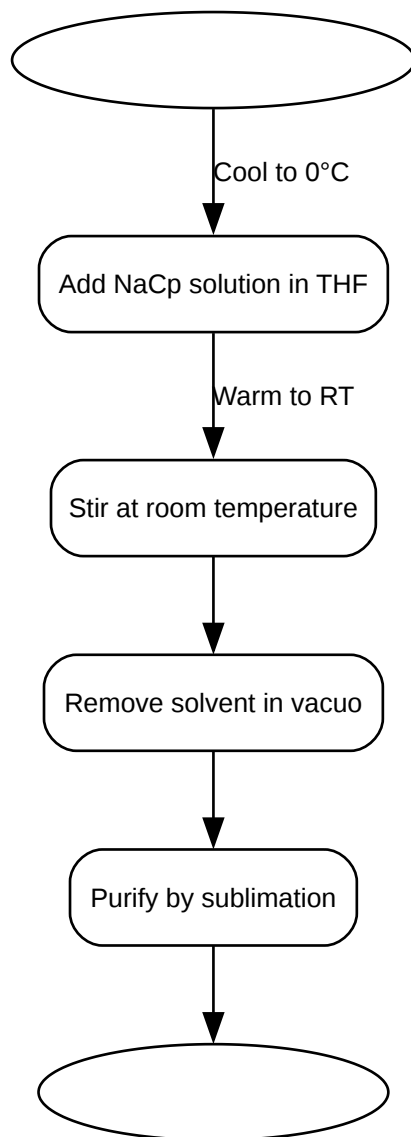 Cool to 0°C
Add NaCp solution in THF
Warm to RT
Stir at room temperature
Remove solvent in vacuo
Purify by sublimation